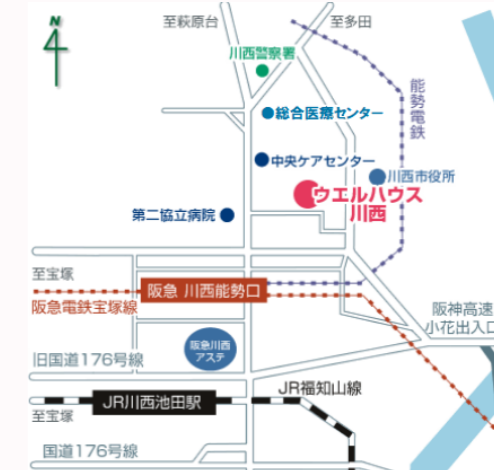 N
至萩原台
至多田
川西警察署
能勢電鉄
総合医療センター
中央ケアセンター
川西市役所
ウエルハウス
川西
第二協立病院
至宝塚
阪急 川西能勢口
阪急電鉄宝塚線
阪神高速
小花出入口
阪急川西
アステ
旧国道176号線
JR福知山線
JR川西池田駅
至宝塚
国道176号線